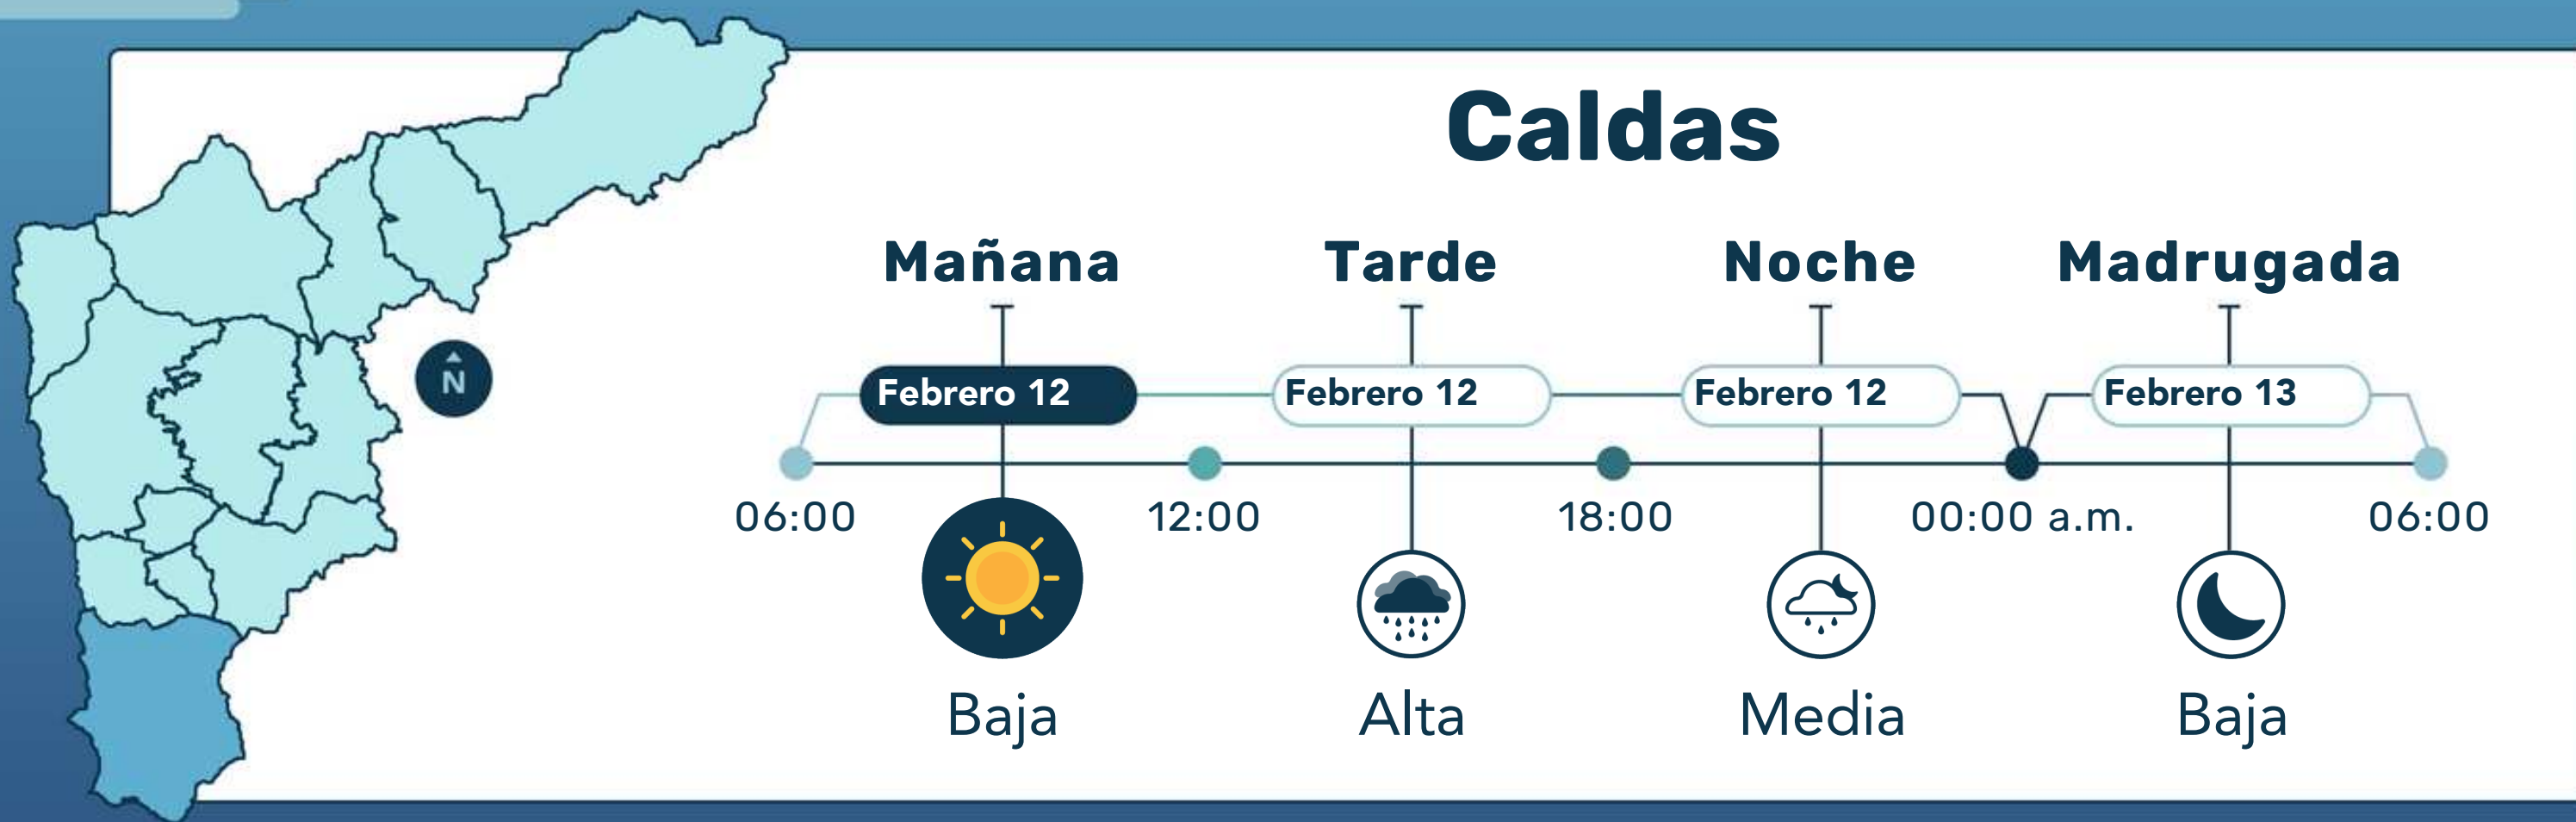 Caldas
Mañana Tarde Noche Madrugada
N
Febrero 12 Febrero 12 Febrero 12 Febrero 13
06:00 12:00 18:00 00:00 a.m. 06:00
Baja Alta Media Baja